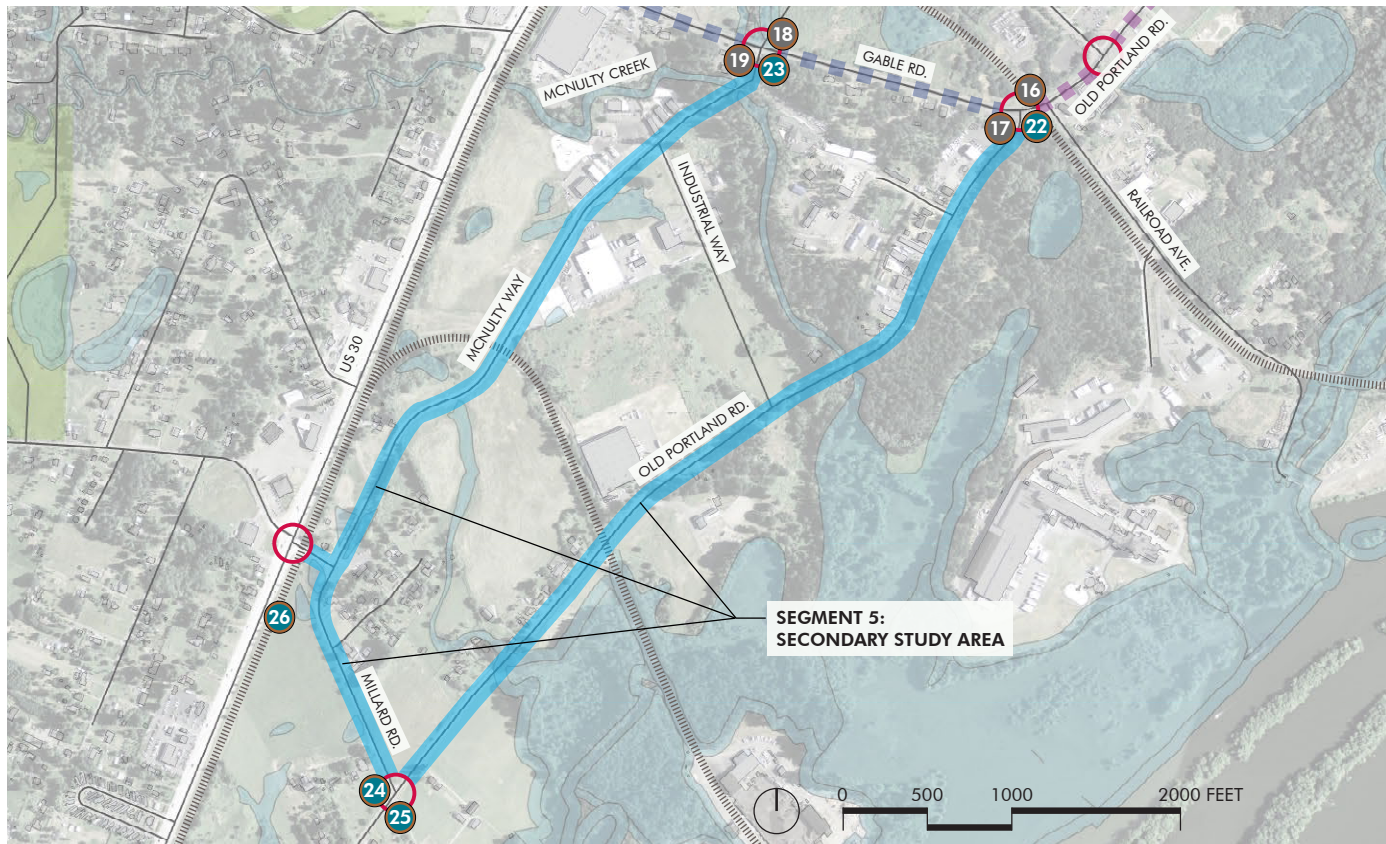 18
19
23
MCNULTY CREEK
GABLE RD.
16
17
22
OLD PORTLAND RD.
INDUSTRIAL WAY
RAILROAD AVE.
US 30
MCNULTY WAY
OLD PORTLAND RD.
26
SEGMENT 5:
SECONDARY STUDY AREA
MILLARD RD.
24
25
0 500 1000 2000 FEET